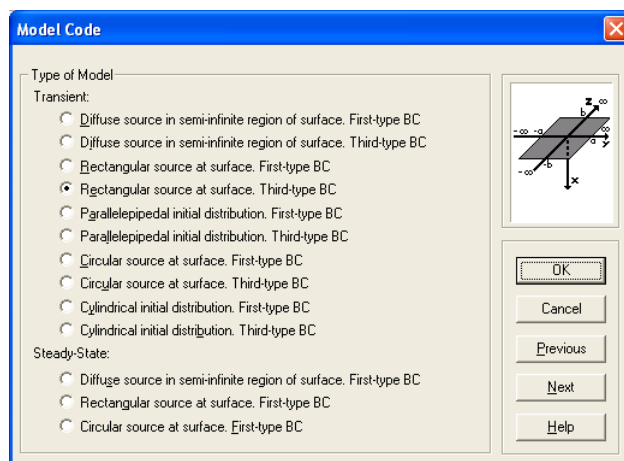 Model Code
Type of Model
Transient:
Diffuse source in semi-infinite region of surface. First-type BC
Diffuse source in semi-infinite region of surface. Third-type BC
Rectangular source at surface. First-type BC
Rectangular source at surface. Third-type BC
Parallelepipedal initial distribution. First-type BC
Parallelepipedal initial distribution. Third-type BC
Circular source at surface. First-type BC
Circular source at surface. Third-type BC
Cylindrical initial distribution. First-type BC
Cylindrical initial distribution. Third-type BC
Steady-State:
Diffuse source in semi-infinite region of surface. First-type BC
Rectangular source at surface. First-type BC
Circular source at surface. First-type BC
z ∞
b
-∞ -a
∞
a y
-b
-∞
x
OK
Cancel
Previous
Next
Help